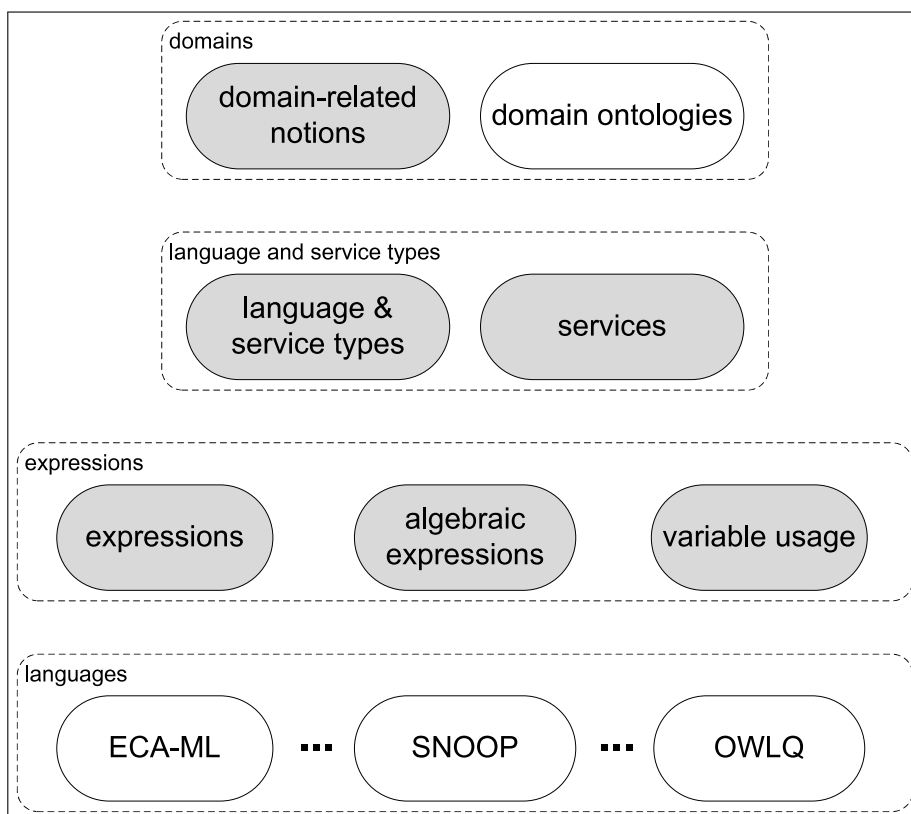 domains
domain-related
notions
domain ontologies
language and service types
language &
service types
services
expressions
expressions
algebraic
expressions
variable usage
languages
ECA-ML
...
SNOOP
...
OWLQ